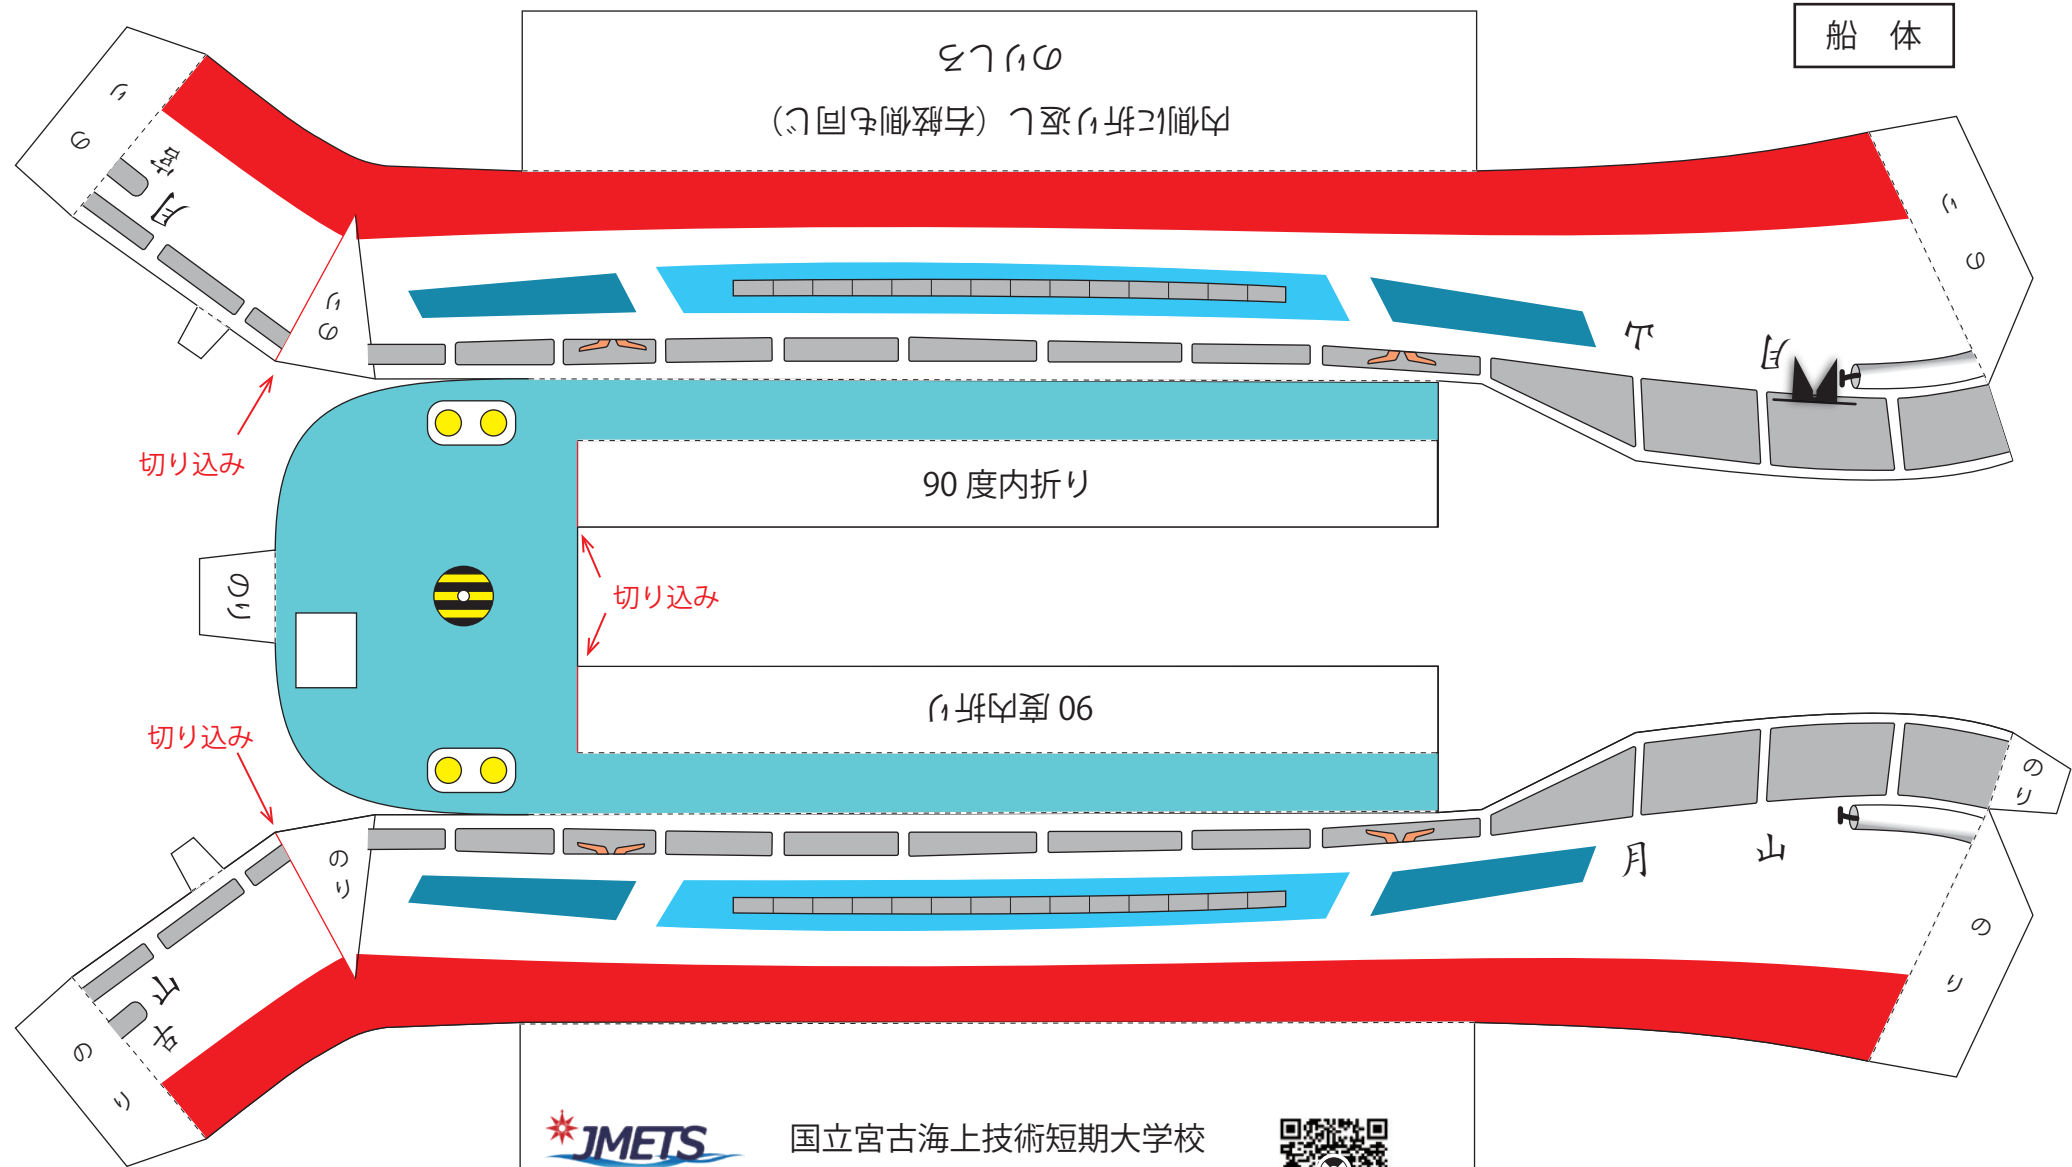 船 体
のりしろ
内側に折り返し（右舷側も同じ）
のり
のり
のり
宮
月
山 月
切り込み
90 度内折り
のり
切り込み
90 度内折り
切り込み
のり
のり
月 山
のり
のり
山
古
JMETS
国立宮古海上技術短期大学校